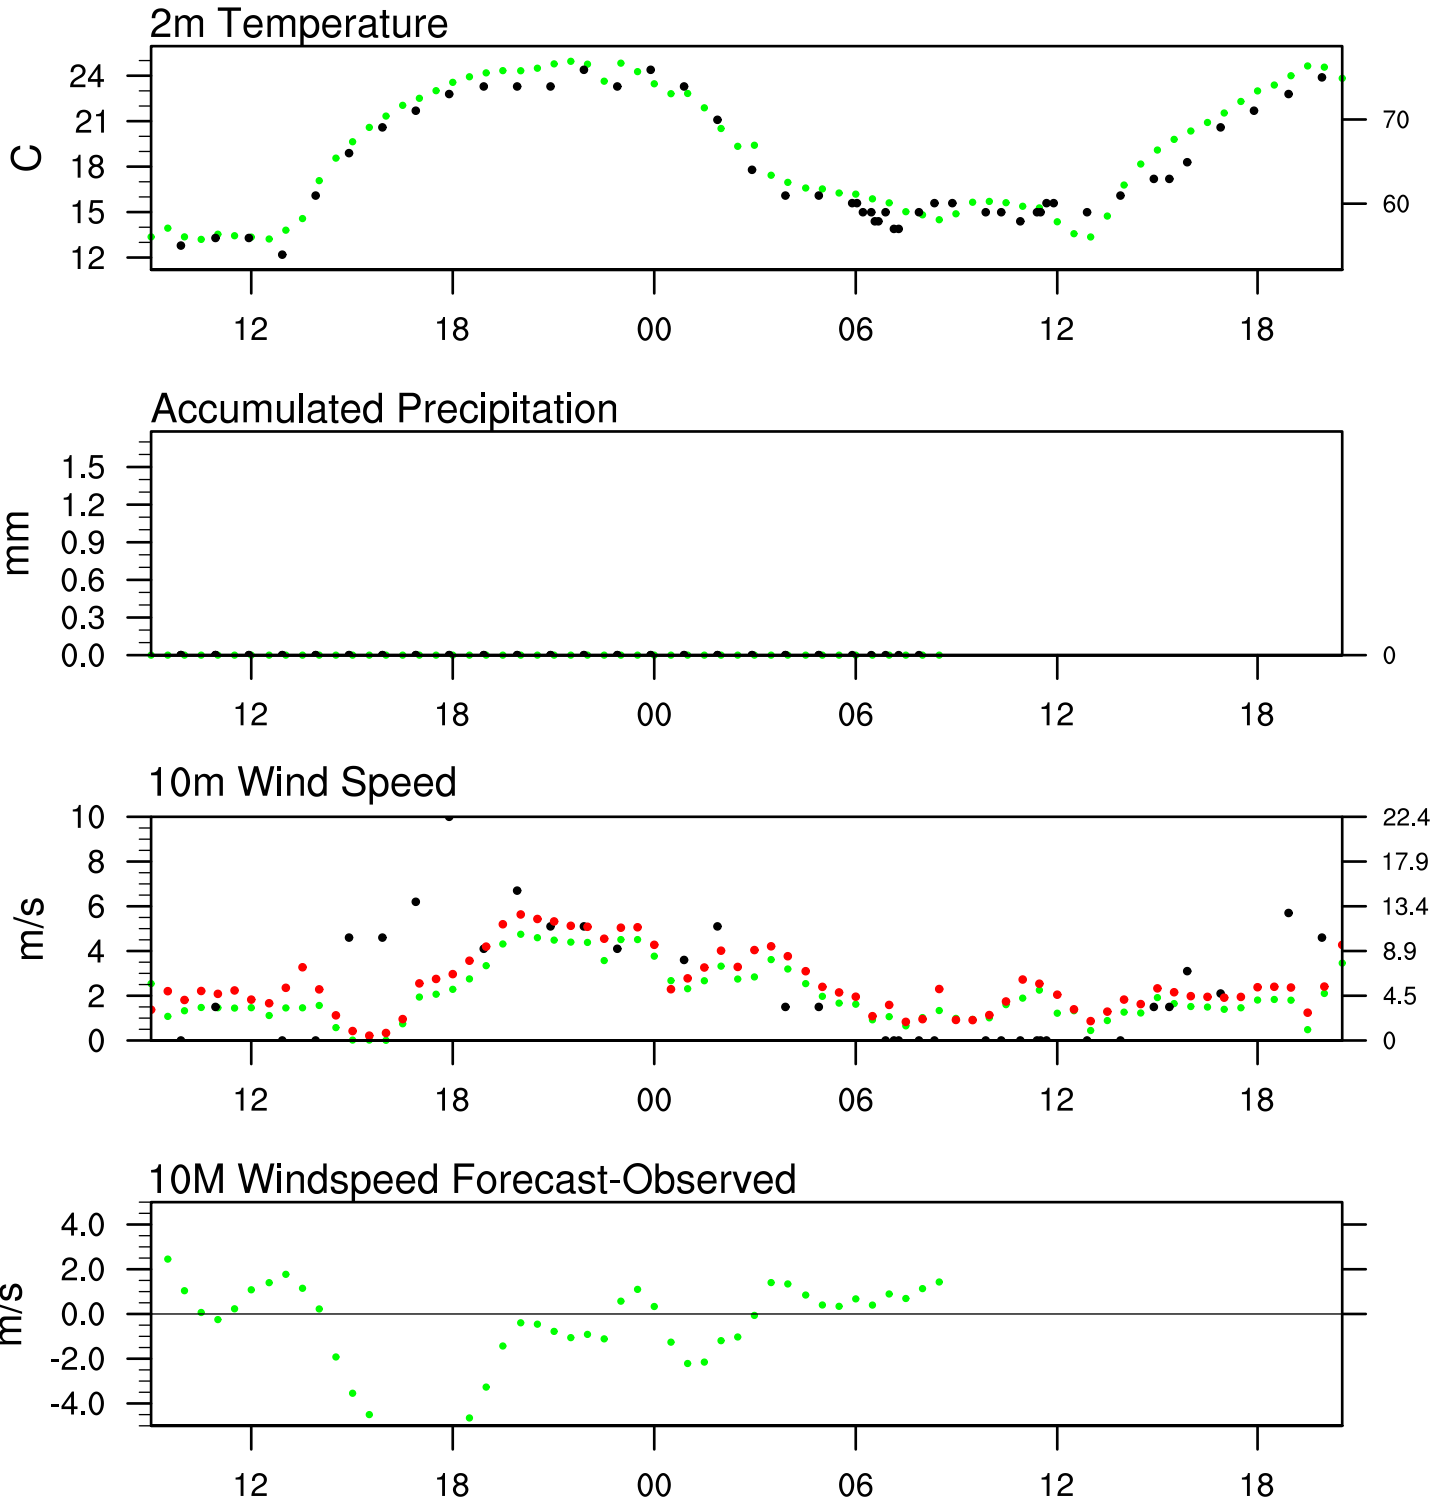 2m Temperature
24
21
18
15
12
C
70
60
12 18 00 06 12 18
Accumulated Precipitation
1.5
1.2
0.9
0.6
0.3
0.0
mm
0
12 18 00 06 12 18
10m Wind Speed
10
8
6
4
2
0
m/s
22.4
17.9
13.4
8.9
4.5
0
12 18 00 06 12 18
10M Windspeed Forecast-Observed
4.0
2.0
0.0
-2.0
-4.0
m/s
12 18 00 06 12 18